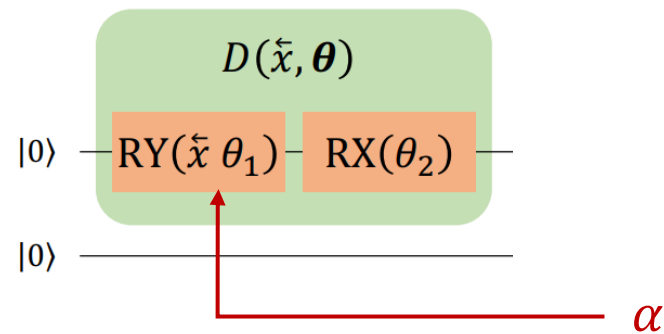 D(x⃖, θ)
|0⟩ RY(x⃖ θ₁) RX(θ₂)
|0⟩
α